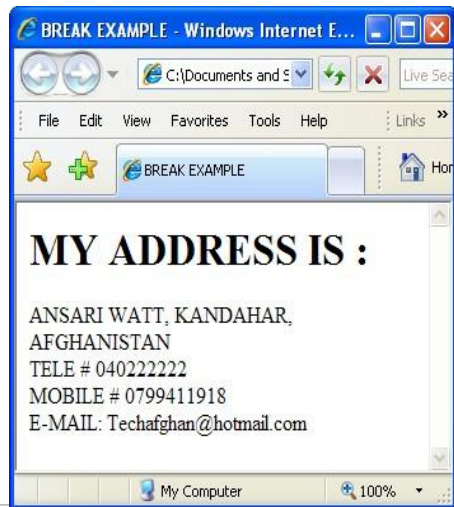 BREAK EXAMPLE - Windows Internet E...
C:\Documents and S
Live Sea
File Edit View Favorites Tools Help Links »
BREAK EXAMPLE Hor
MY ADDRESS IS :
ANSARI WATT, KANDAHAR,
AFGHANISTAN
TELE # 040222222
MOBILE # 0799411918
E-MAIL: Techafghan@hotmail.com
My Computer 100%